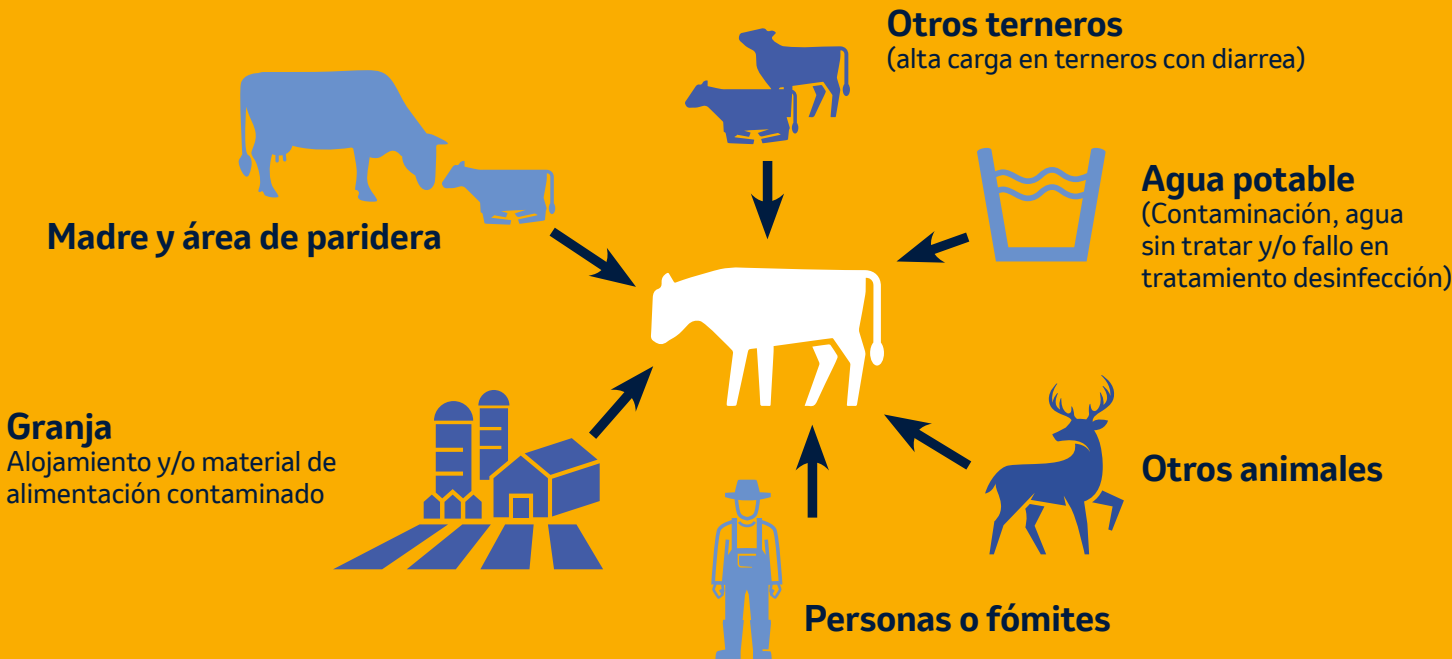 Otros terneros
(alta carga en terneros con diarrea)
Agua potable
(Contaminación, agua
sin tratar y/o fallo en
tratamiento desinfección)
Madre y área de paridera
Granja
Alojamiento y/o material de
alimentación contaminado
Otros animales
Personas o fómites